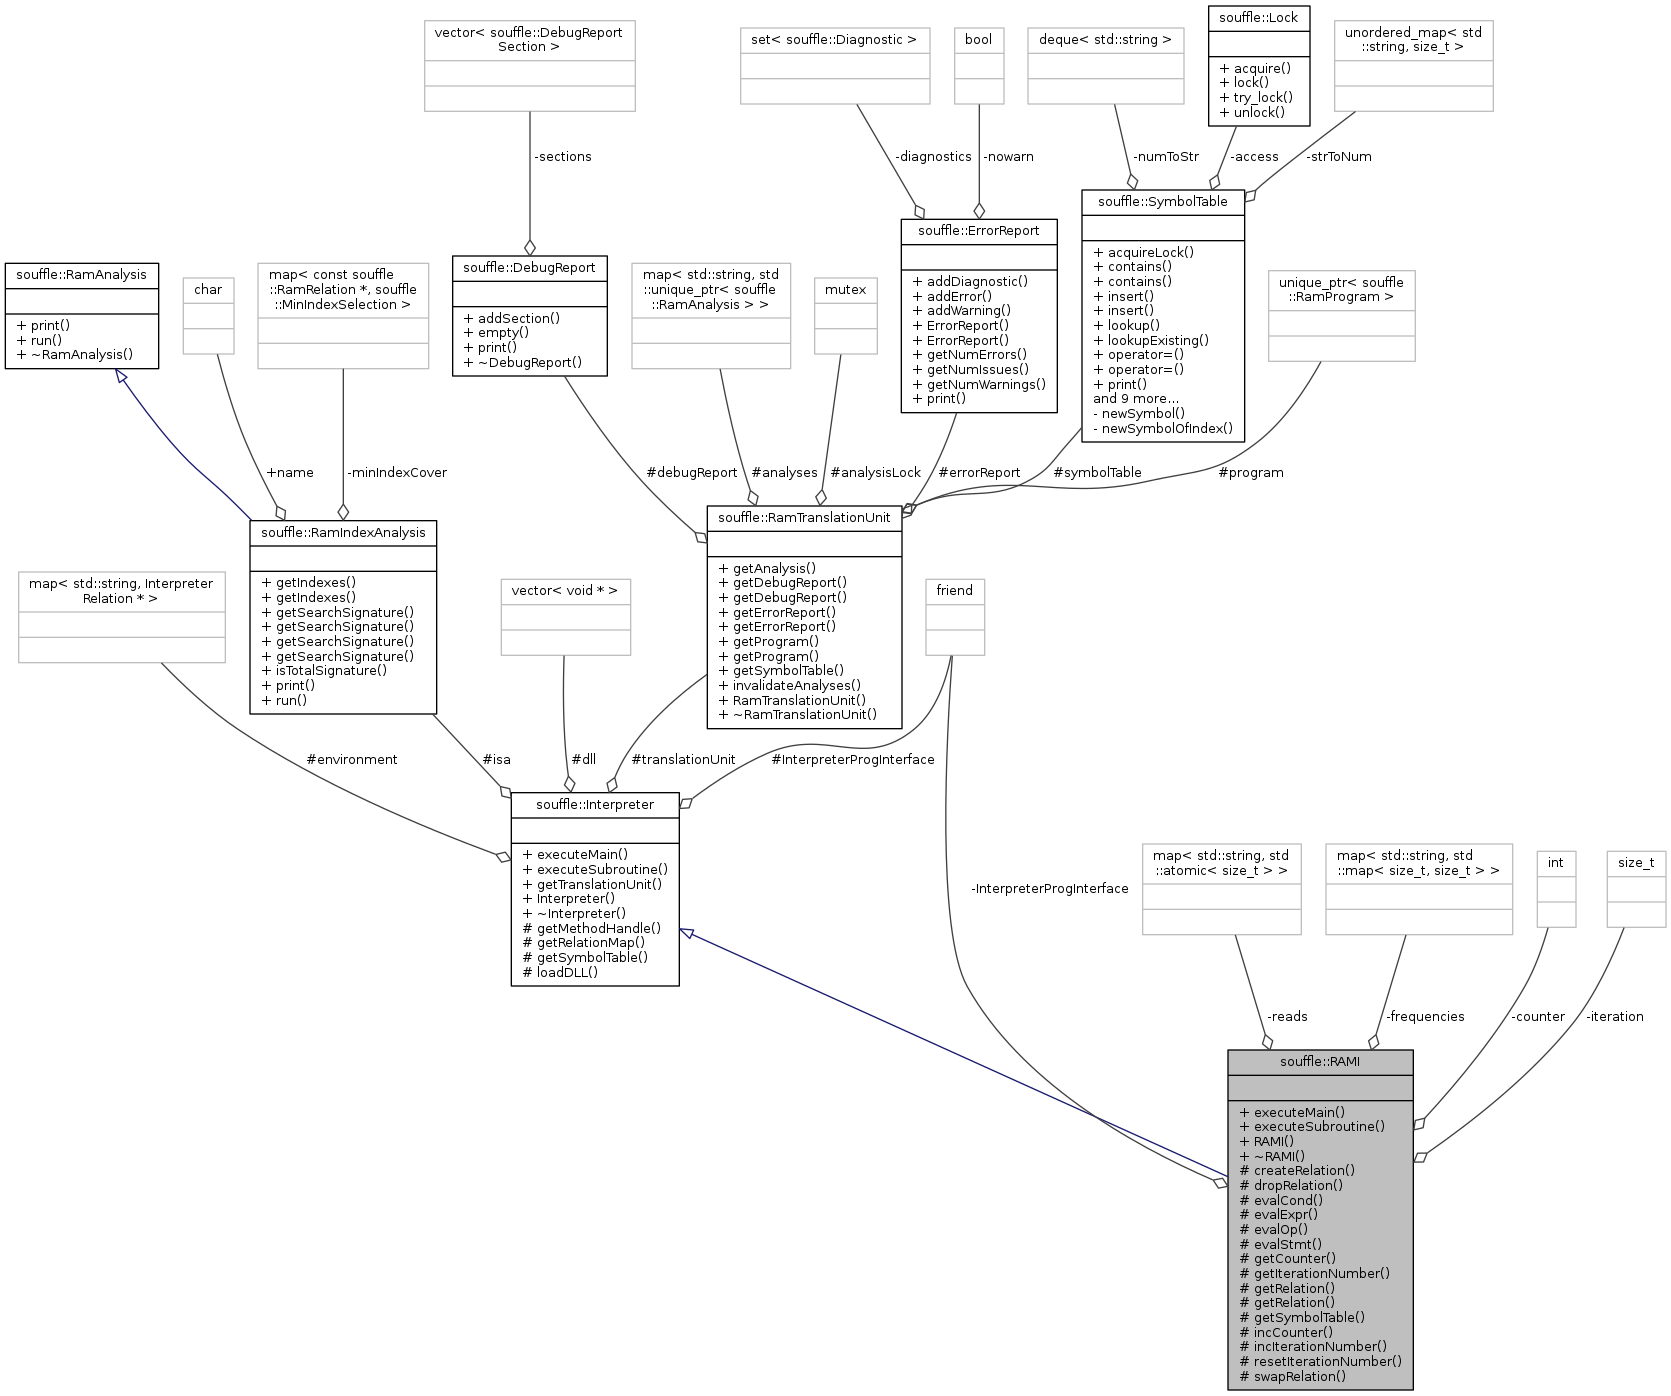 souffle::Lock
+ acquire()
+ lock()
+ try_lock()
+ unlock()
vector< souffle::DebugReport
Section >
set< souffle::Diagnostic >
bool
deque< std::string >
unordered_map< std
::string, size_t >
-sections
-diagnostics
-nowarn
-numToStr
-access
-strToNum
souffle::SymbolTable
+ acquireLock()
+ contains()
+ contains()
+ insert()
+ insert()
+ lookup()
+ lookupExisting()
+ operator=()
+ operator=()
+ print()
and 9 more...
- newSymbol()
- newSymbolOfIndex()
souffle::ErrorReport
+ addDiagnostic()
+ addError()
+ addWarning()
+ ErrorReport()
+ ErrorReport()
+ getNumErrors()
+ getNumIssues()
+ getNumWarnings()
+ print()
souffle::RamAnalysis
+ print()
+ run()
+ ~RamAnalysis()
char
map< const souffle
::RamRelation *, souffle
::MinIndexSelection >
souffle::DebugReport
+ addSection()
+ empty()
+ print()
+ ~DebugReport()
map< std::string, std
::unique_ptr< souffle
::RamAnalysis > >
mutex
unique_ptr< souffle
::RamProgram >
+name
-minIndexCover
#debugReport
#analyses
#analysisLock
#errorReport
#symbolTable
#program
souffle::RamIndexAnalysis
+ getIndexes()
+ getIndexes()
+ getSearchSignature()
+ getSearchSignature()
+ getSearchSignature()
+ getSearchSignature()
+ isTotalSignature()
+ print()
+ run()
souffle::RamTranslationUnit
+ getAnalysis()
+ getDebugReport()
+ getDebugReport()
+ getErrorReport()
+ getErrorReport()
+ getProgram()
+ getProgram()
+ getSymbolTable()
+ invalidateAnalyses()
+ RamTranslationUnit()
+ ~RamTranslationUnit()
map< std::string, Interpreter
Relation * >
vector< void * >
friend
#environment
#isa
#dll
#translationUnit
#InterpreterProgInterface
souffle::Interpreter
+ executeMain()
+ executeSubroutine()
+ getTranslationUnit()
+ Interpreter()
+ ~Interpreter()
# getMethodHandle()
# getRelationMap()
# getSymbolTable()
# loadDLL()
-InterpreterProgInterface
map< std::string, std
::atomic< size_t > >
map< std::string, std
::map< size_t, size_t > >
int
size_t
-reads
-frequencies
-counter
-iteration
souffle::RAMI
+ executeMain()
+ executeSubroutine()
+ RAMI()
+ ~RAMI()
# createRelation()
# dropRelation()
# evalCond()
# evalExpr()
# evalOp()
# evalStmt()
# getCounter()
# getIterationNumber()
# getRelation()
# getRelation()
# getSymbolTable()
# incCounter()
# incIterationNumber()
# resetIterationNumber()
# swapRelation()